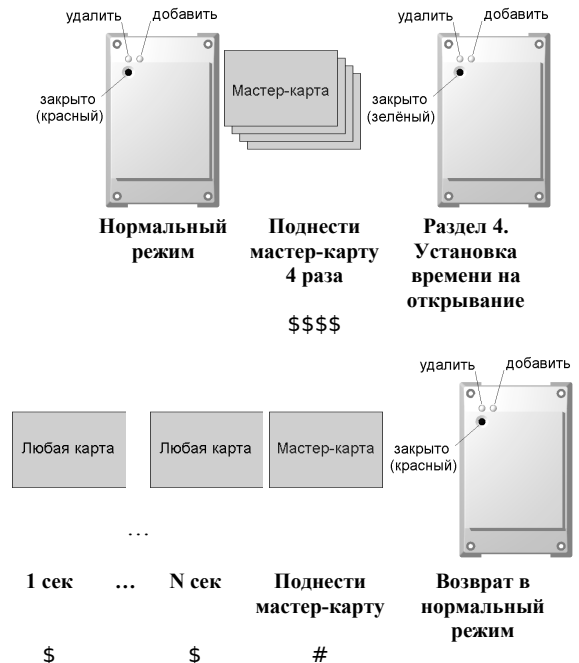 удалить добавить удалить добавить
закрыто
(красный)
Мастер-карта
закрыто
(зелёный)
Нормальный
режим
Поднести
мастер-карту
4 раза
Раздел 4.
Установка
времени на
открывание
$$$$
удалить добавить
Любая карта Любая карта Мастер-карта
закрыто
(красный)
...
1 сек ... N сек
Поднести
мастер-карту
Возврат в
нормальный
режим
$ $ #